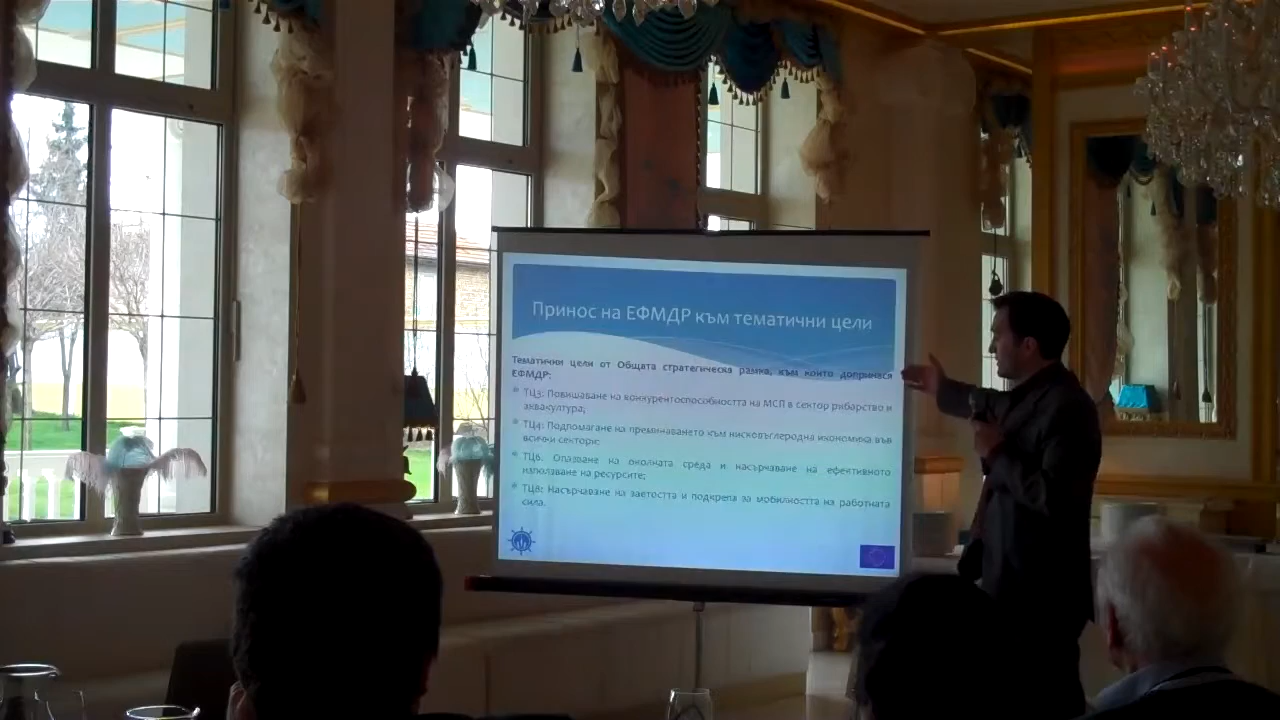 Принос на ЕФМДР към тематични цели
Тематични цели от Общата стратегическа рамка, към които допринася
ЕФМДР:
ТЦ3: Повишаване на конкурентоспособността на МСП в сектор рибарство и
аквакултура;
ТЦ4: Подпомагане на преминаването към нисковъглеродна икономика във
всички сектори;
ТЦ6: Опазване на околната среда и насърчаване на ефективното
използване на ресурсите;
ТЦ8: Насърчаване на заетостта и подкрепа за мобилността на работната
сила.